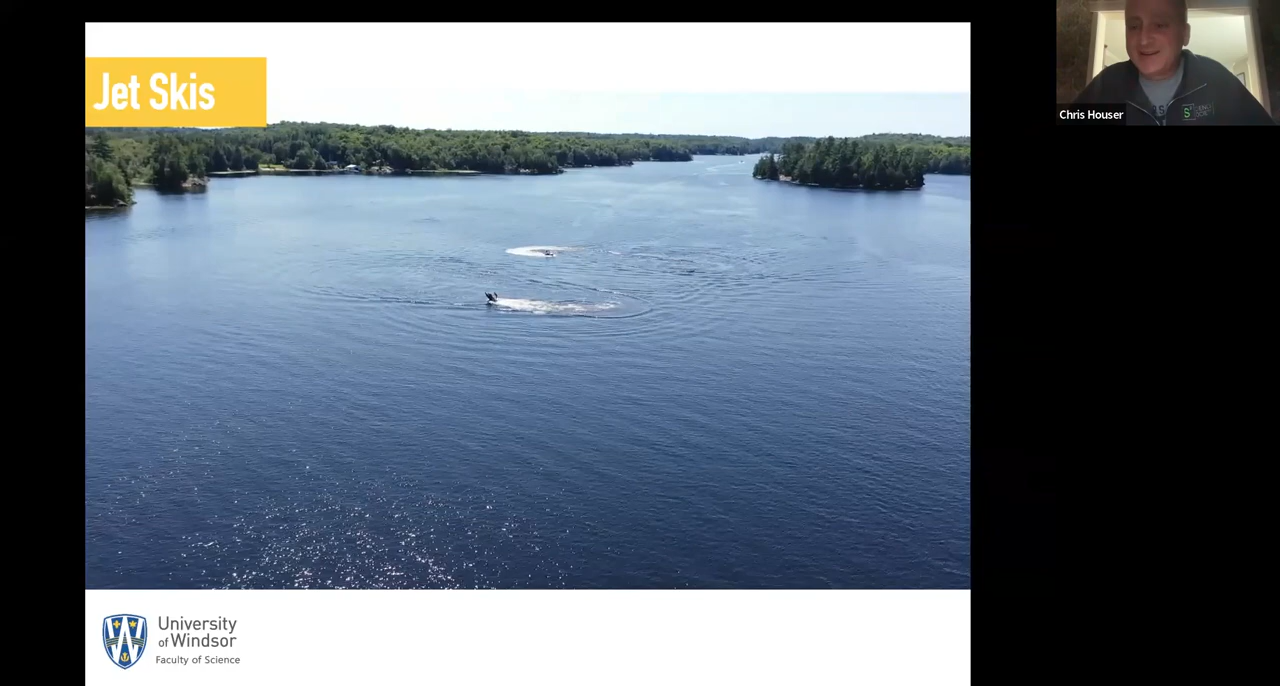 Jet Skis
Chris Houser
University
of Windsor
Faculty of Science